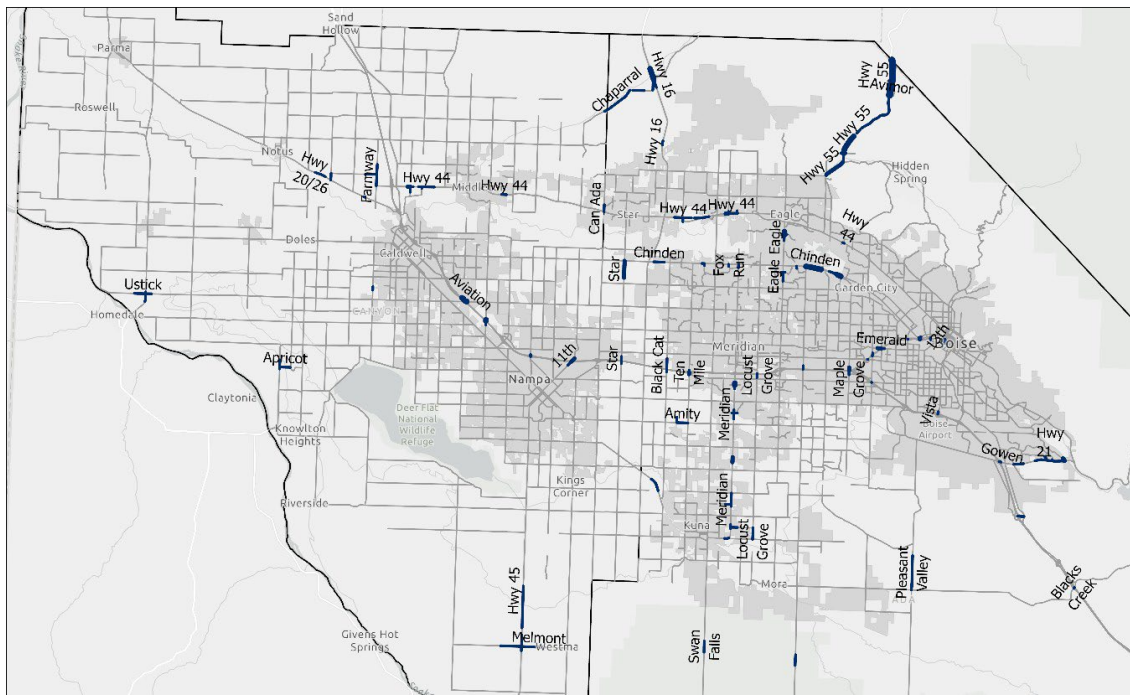 Sand
Hollow
Parma
Hwy 16
Chaparral
Hwy 55
Avimor
Roswell
Hwy 55
Hwy 16
Notus
Hwy
20/26
Parmway
Hwy 55
Hidden
Spring
Hwy 44
Hwy 44
Can Ada
Star
Hwy 44
Hwy 44
Eagle
Hwy
44
Doles
Caldwell
Star
Chinden
Fox
Run
Eagle Eagle
Chinden
Garden City
Ustick
Homedale
Aviation
CANYON
Emerald
13th
Boise
Meridian
Apricot
11th
Star
Black Cat
Ten
Mile
Locust
Grove
Maple
Grove
Nampa
Claytonia
Deer Flat
National
Wildlife
Refuge
Amity
Meridian
Vista
Boise
Airport
Knowlton
Heights
Hwy
21
Gowen
Kings
Corner
Riverside
Meridian
Kuna
Locust
Grove
Pleasant
Valley
Mora
ADA
Blacks
Creek
Hwy 45
Melmont
Givens Hot
Springs
Swan
Falls